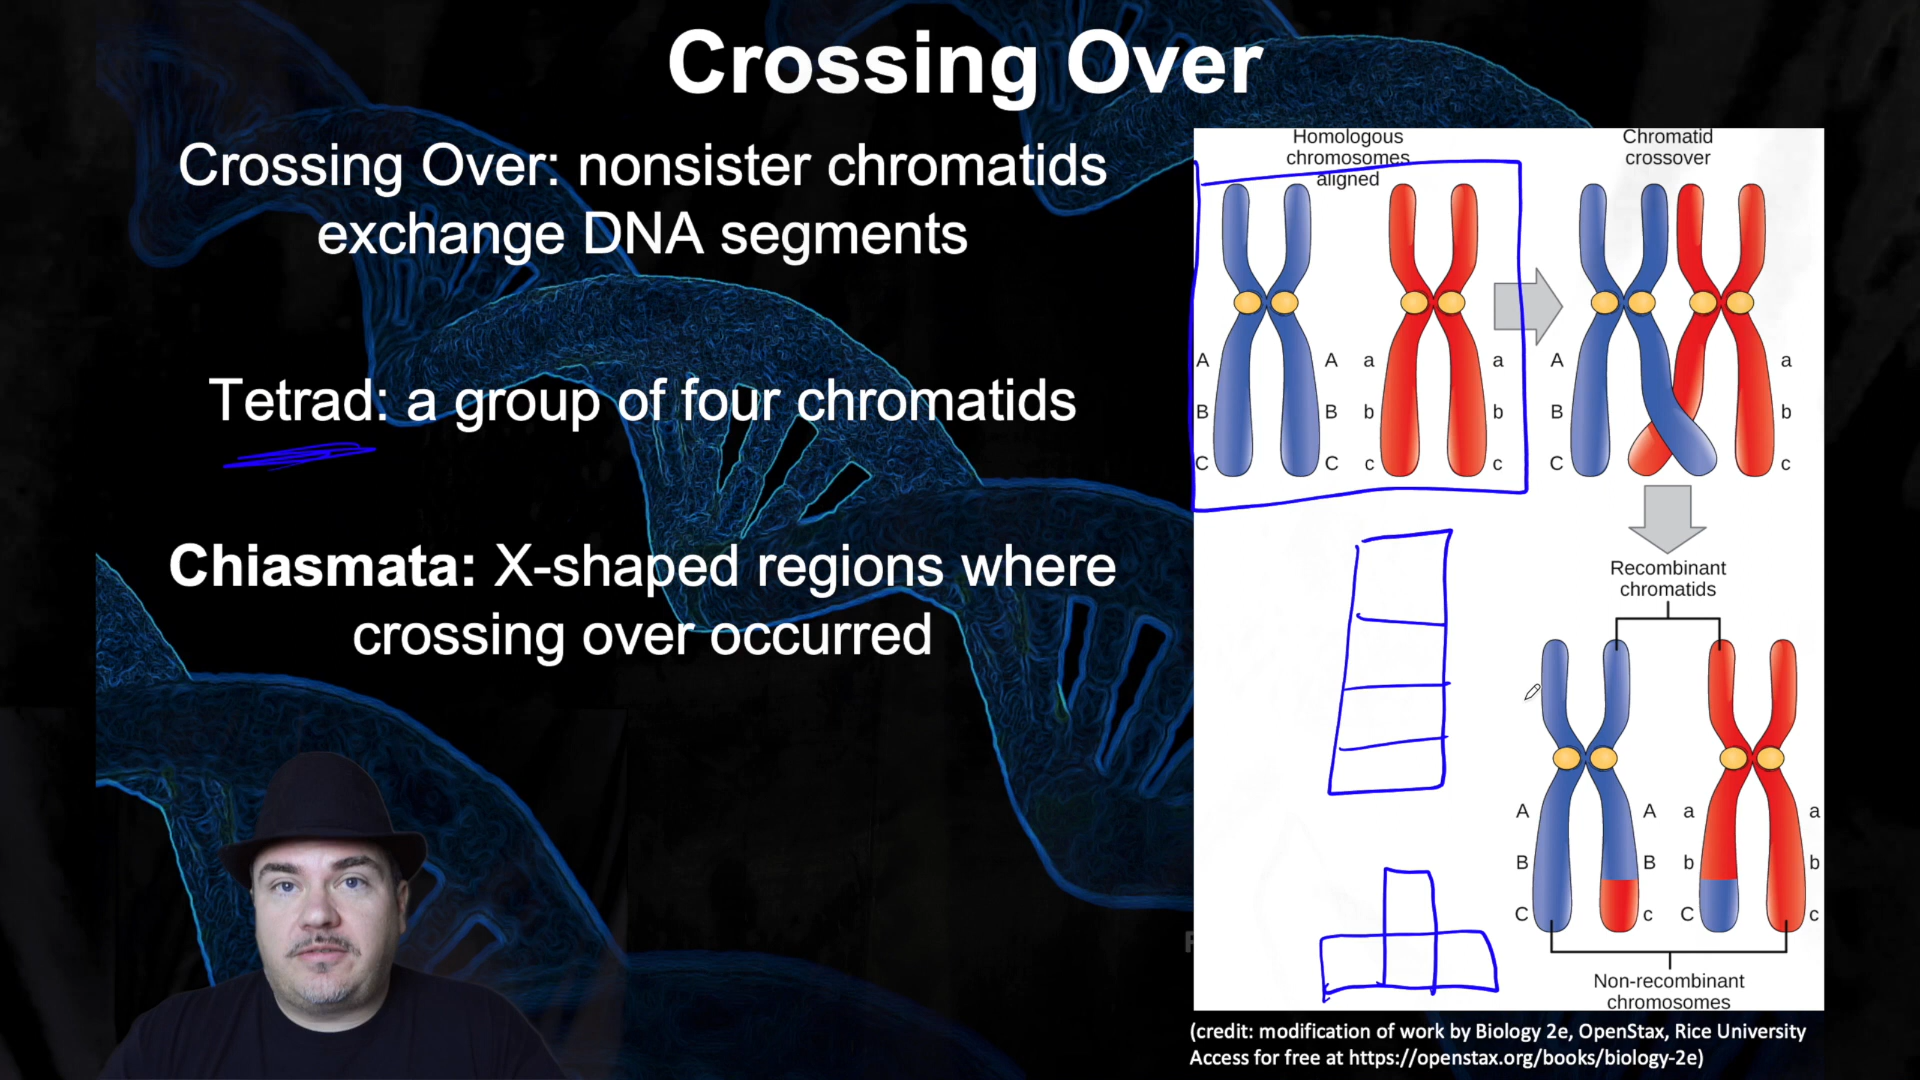 Crossing Over
Crossing Over: nonsister chromatids
exchange DNA segments
Tetrad: a group of four chromatids
Chiasmata: X-shaped regions where
crossing over occurred
Homologous
chromosomes
aligned
Chromatid
crossover
A A a a A a
B B b b B b
C C c c C c
Recombinant
chromatids
A A a a
B B b b
C c C c
Non-recombinant
chromosomes
(credit: modification of work by Biology 2e, OpenStax, Rice University
Access for free at https://openstax.org/books/biology-2e)